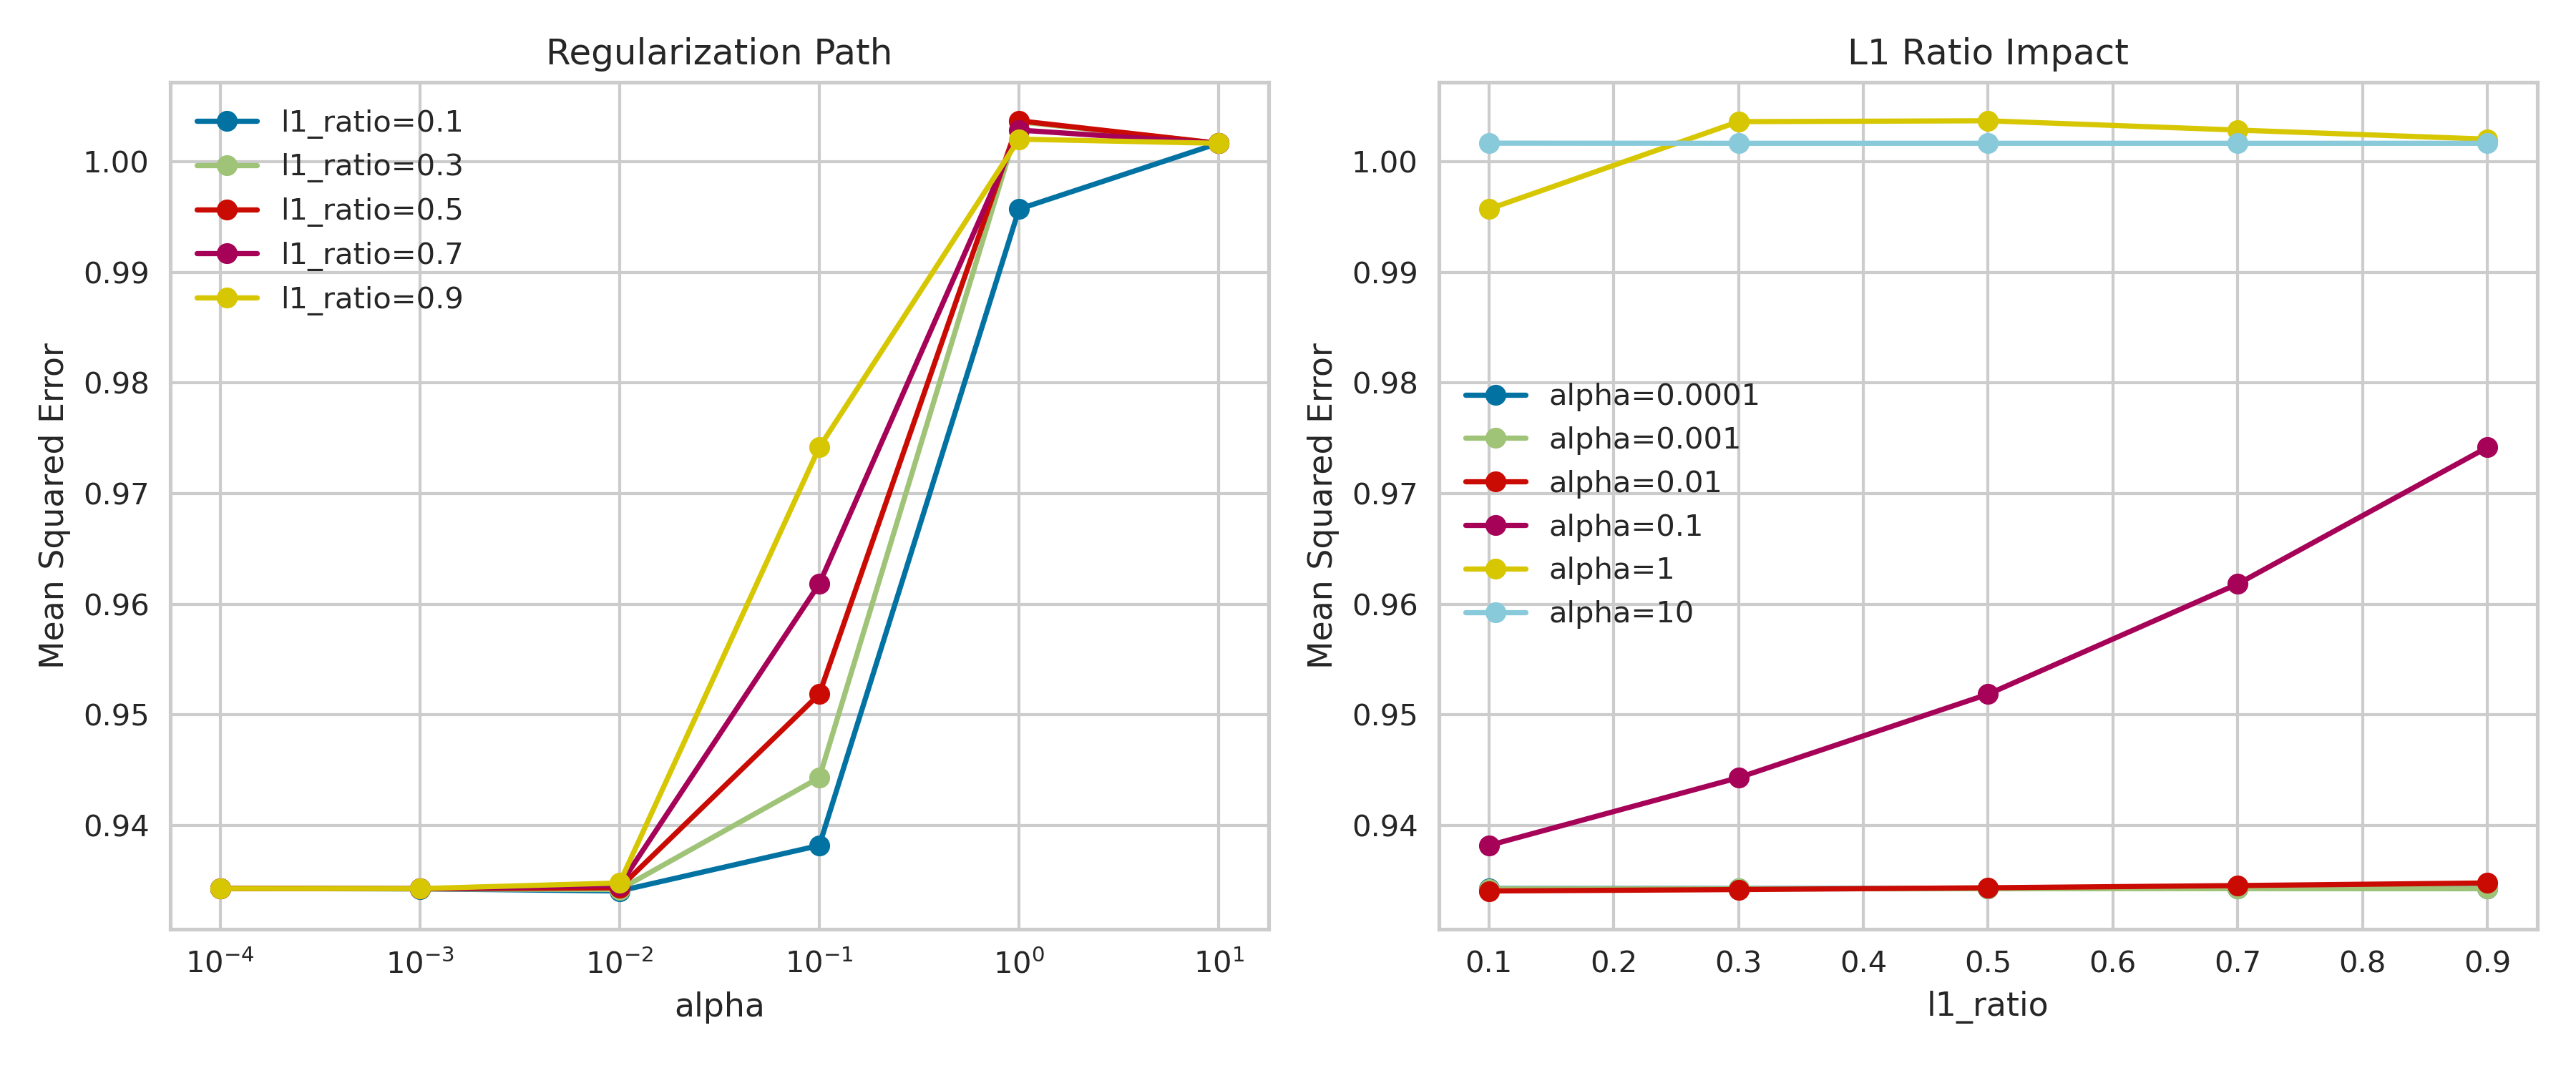 Regularization Path
Mean Squared Error
1.00
0.99
0.98
0.97
0.96
0.95
0.94
l1_ratio=0.1
l1_ratio=0.3
l1_ratio=0.5
l1_ratio=0.7
l1_ratio=0.9
10⁻⁴ 10⁻³ 10⁻² 10⁻¹ 10⁰ 10¹
alpha
L1 Ratio Impact
Mean Squared Error
1.00
0.99
0.98
0.97
0.96
0.95
0.94
alpha=0.0001
alpha=0.001
alpha=0.01
alpha=0.1
alpha=1
alpha=10
0.1 0.2 0.3 0.4 0.5 0.6 0.7 0.8 0.9
l1_ratio